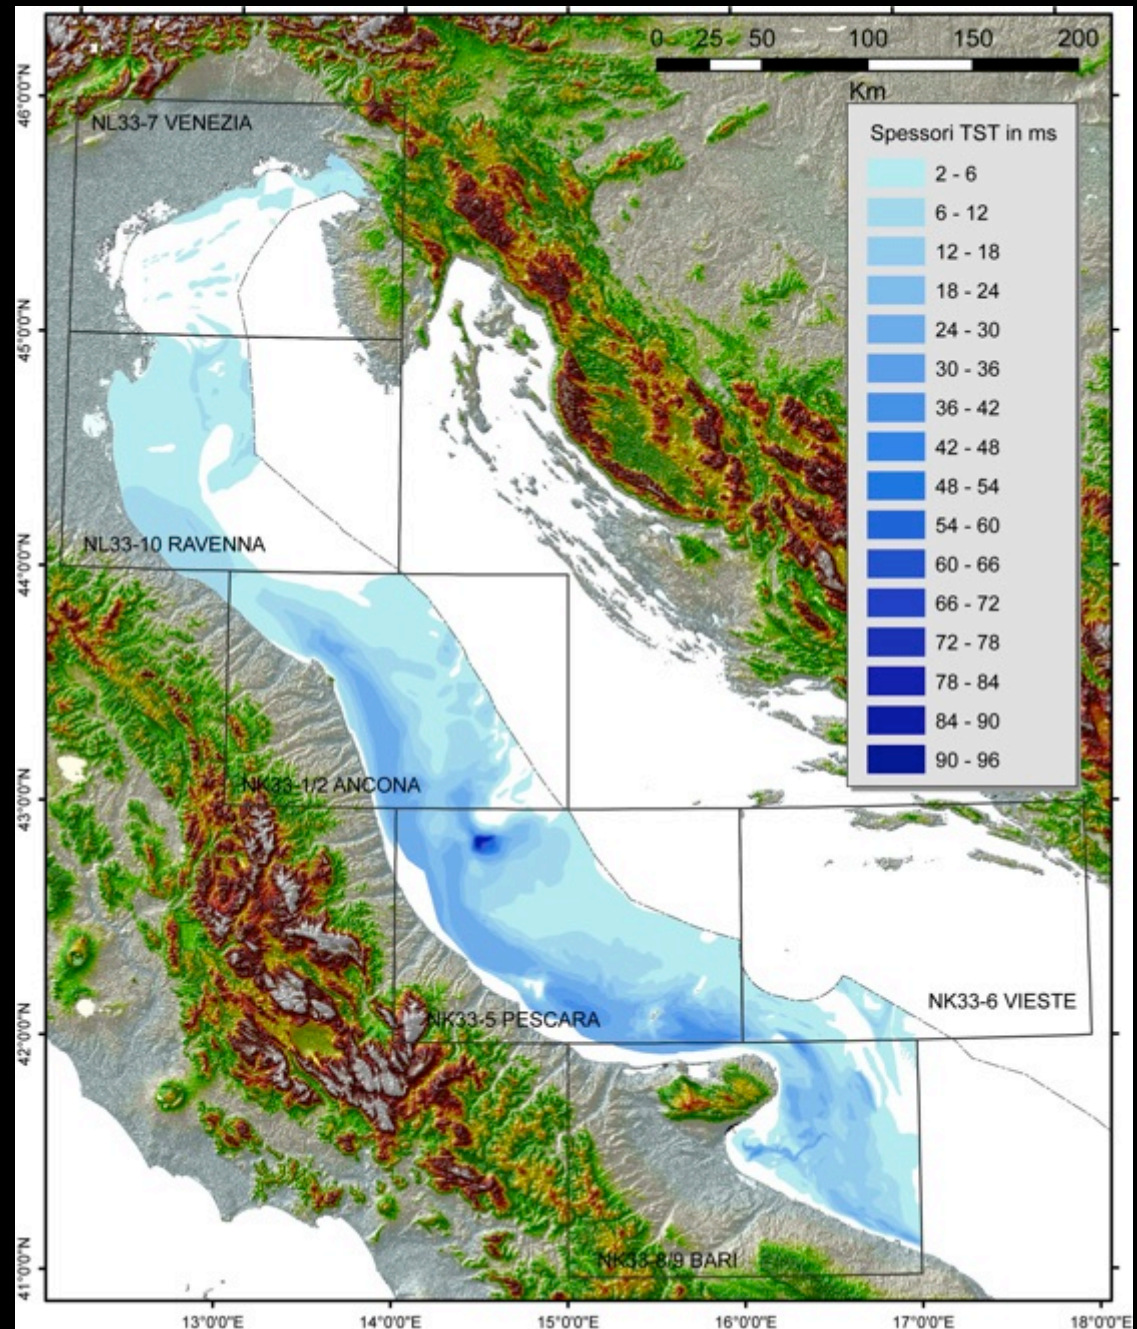 0 25 50 100 150 200
Km
Spessori TST in ms
2 - 6
6 - 12
12 - 18
18 - 24
24 - 30
30 - 36
36 - 42
42 - 48
48 - 54
54 - 60
60 - 66
66 - 72
72 - 78
78 - 84
84 - 90
90 - 96
NL33-7 VENEZIA
NL33-10 RAVENNA
NK33-1/2 ANCONA
NK33-5 PESCARA
NK33-6 VIESTE
NK33-8/9 BARI
46°0'0"N
45°0'0"N
44°0'0"N
43°0'0"N
42°0'0"N
41°0'0"N
13°0'0"E 14°0'0"E 15°0'0"E 16°0'0"E 17°0'0"E 18°0'0"E